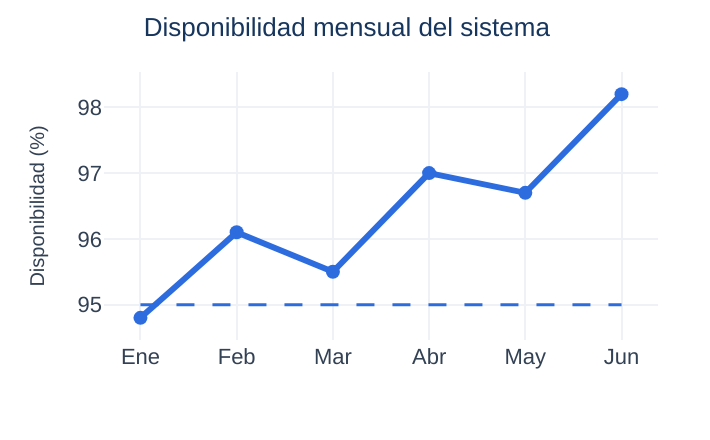 Disponibilidad mensual del sistema
Disponibilidad (%)
98
97
96
95
Ene Feb Mar Abr May Jun